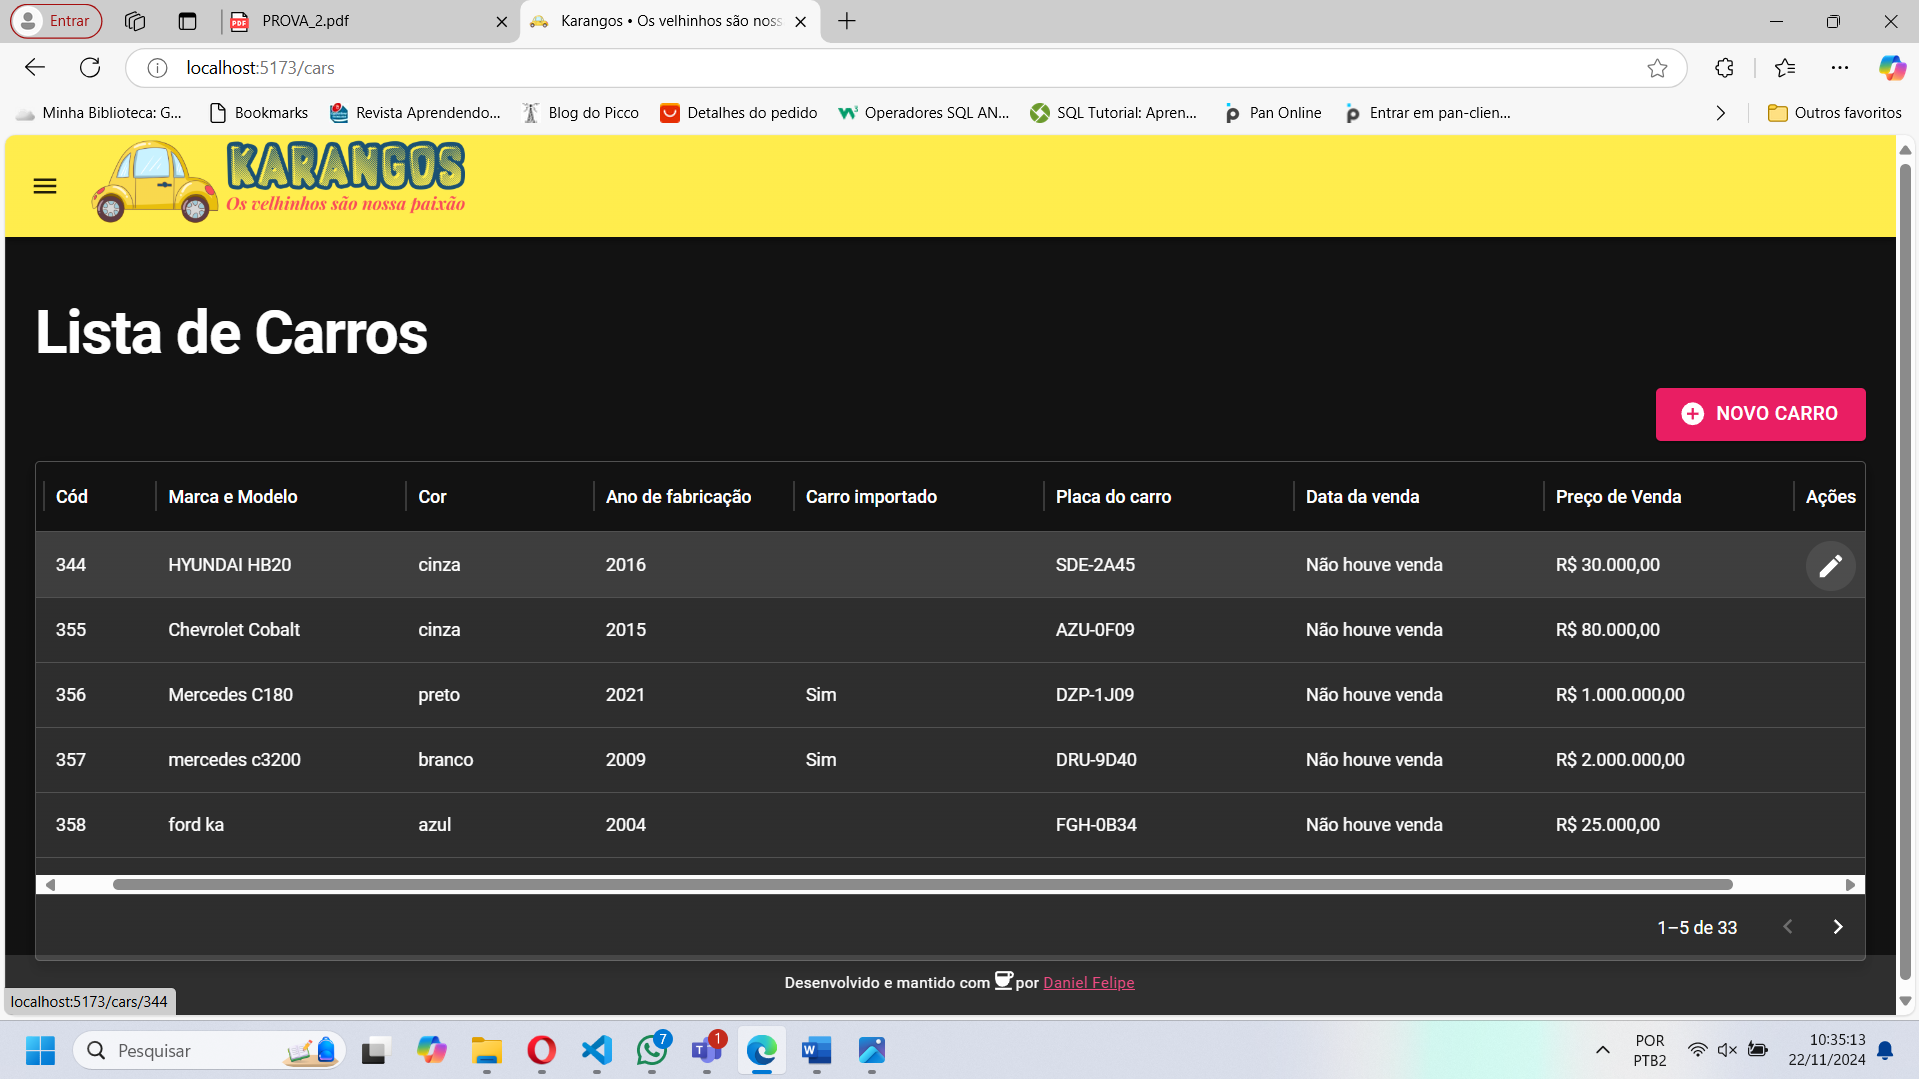 Entrar
PROVA_2.pdf
Karangos • Os velhinhos são noss
localhost:5173/cars
Minha Biblioteca: G...
Bookmarks
Revista Aprendendo...
Blog do Picco
Detalhes do pedido
Operadores SQL AN...
SQL Tutorial: Apren...
Pan Online
Entrar em pan-clien...
Outros favoritos
KARANGOS
Os velhinhos são nossa paixão
Lista de Carros
NOVO CARRO
Cód Marca e Modelo Cor Ano de fabricação Carro importado Placa do carro Data da venda Preço de Venda Ações
344 HYUNDAI HB20 cinza 2016 SDE-2A45 Não houve venda R$ 30.000,00
355 Chevrolet Cobalt cinza 2015 AZU-0F09 Não houve venda R$ 80.000,00
356 Mercedes C180 preto 2021 Sim DZP-1J09 Não houve venda R$ 1.000.000,00
357 mercedes c3200 branco 2009 Sim DRU-9D40 Não houve venda R$ 2.000.000,00
358 ford ka azul 2004 FGH-0B34 Não houve venda R$ 25.000,00
1–5 de 33
Desenvolvido e mantido com por Daniel Felipe
localhost:5173/cars/344
Pesquisar
7
1
POR
PTB2
10:35:13
22/11/2024